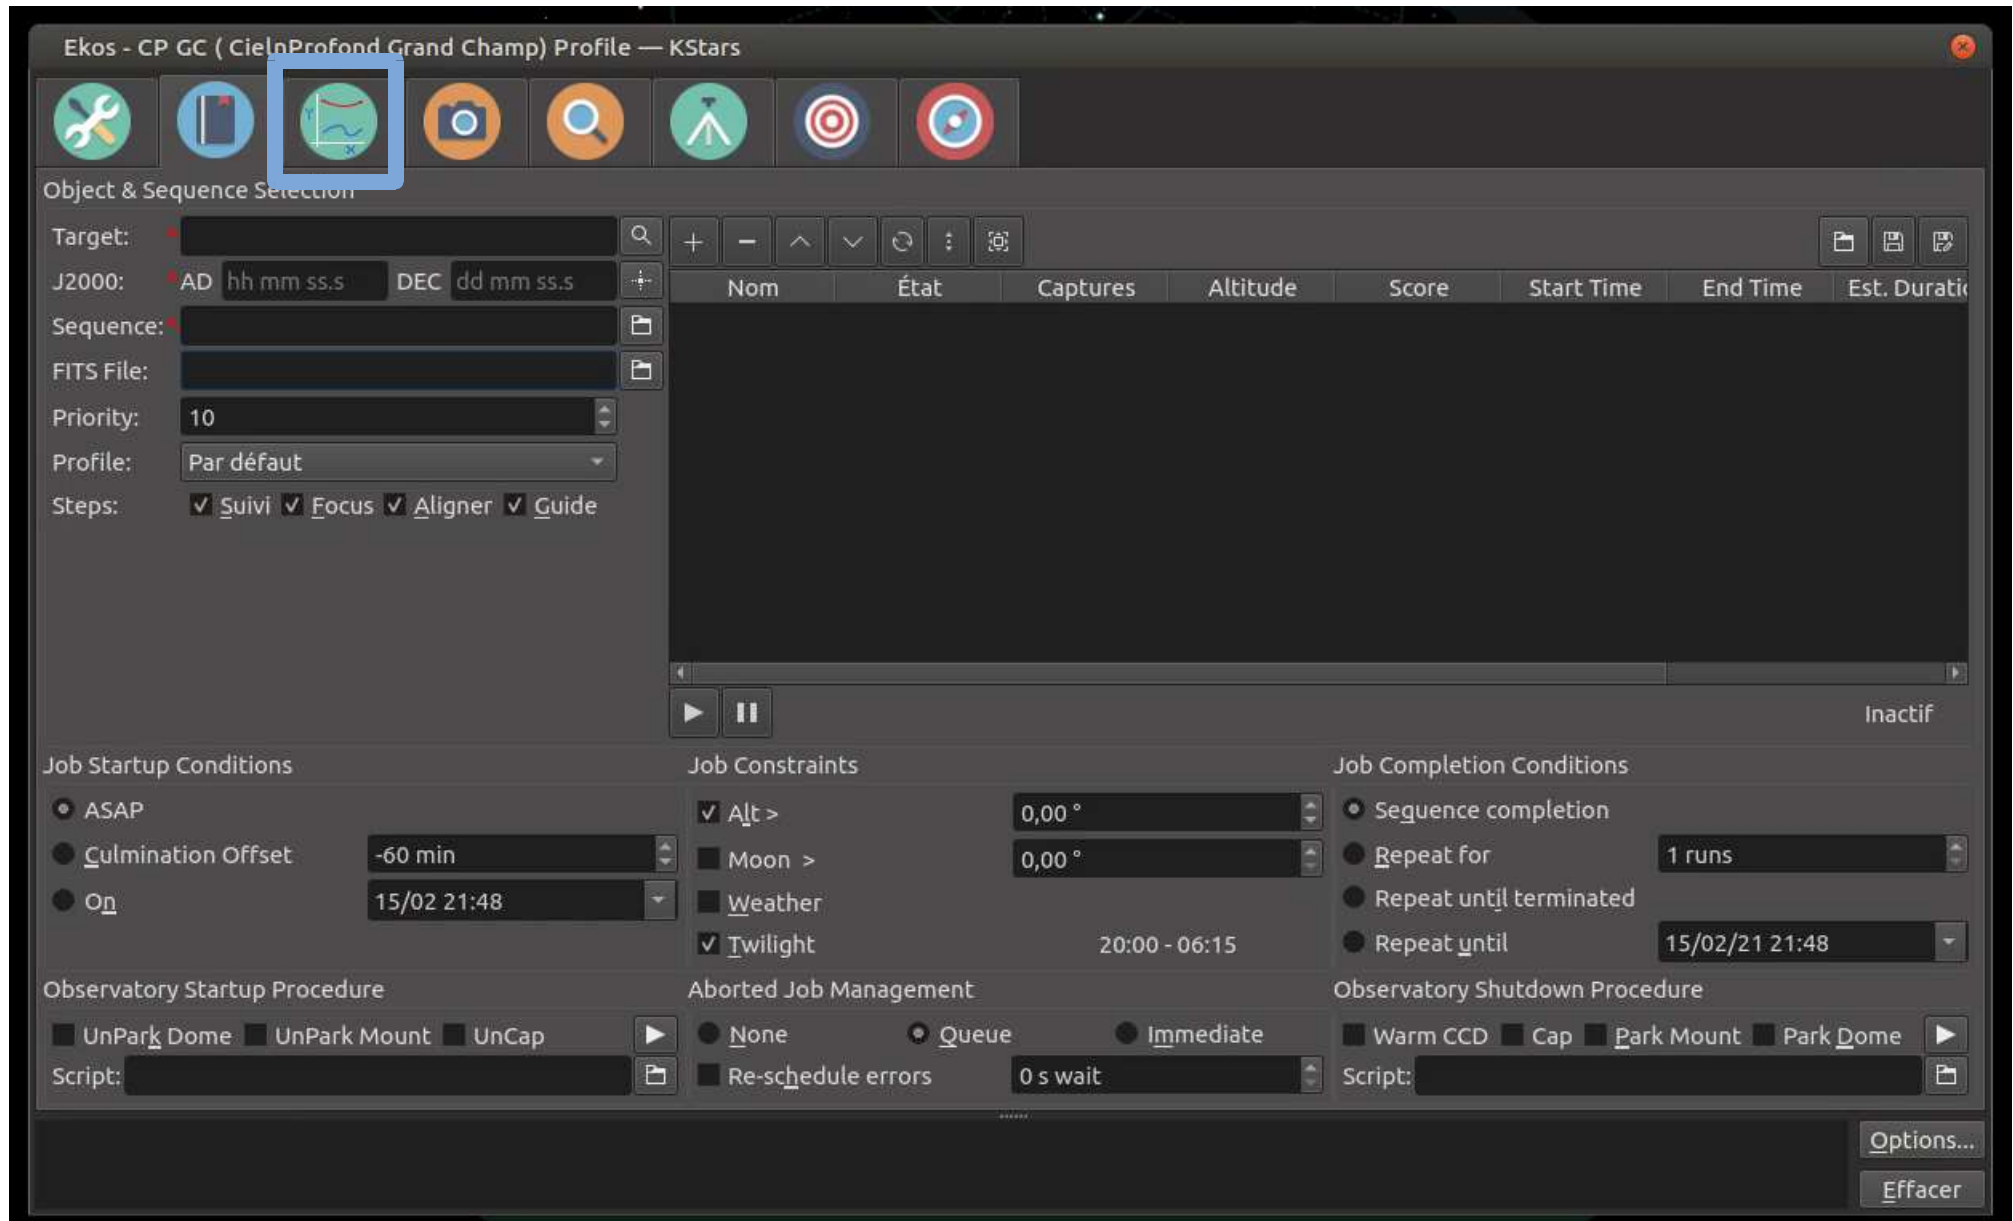 Ekos - CP GC ( CielnProfond Grand Champ) Profile — KStars
Object & Sequence Selection
Target: *
J2000: * AD hh mm ss.s DEC dd mm ss.s
Sequence: *
FITS File:
Priority: 10
Profile: Par défaut
Steps: Suivi Focus Aligner Guide
Nom État Captures Altitude Score Start Time End Time Est. Duratio
Inactif
Job Startup Conditions
ASAP
Culmination Offset -60 min
On 15/02 21:48
Job Constraints
Alt > 0,00 °
Moon > 0,00 °
Weather
Twilight 20:00 - 06:15
Job Completion Conditions
Sequence completion
Repeat for 1 runs
Repeat until terminated
Repeat until 15/02/21 21:48
Observatory Startup Procedure
UnPark Dome UnPark Mount UnCap
Script:
Aborted Job Management
None Queue Immediate
Re-schedule errors 0 s wait
Observatory Shutdown Procedure
Warm CCD Cap Park Mount Park Dome
Script:
Options...
Effacer